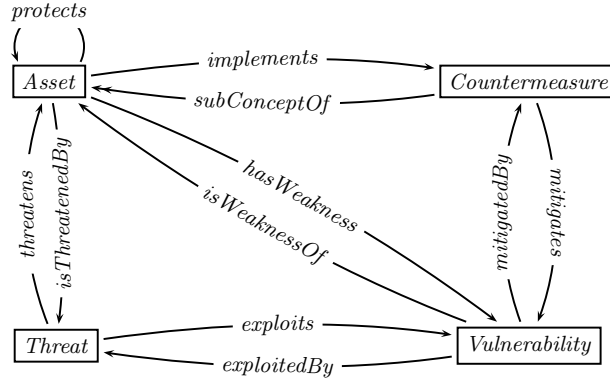 protects
implements
Asset
Countermeasure
subConceptOf
threatens
isThreatenedBy
hasWeakness
isWeaknessOf
mitigatedBy
mitigates
exploits
Threat
Vulnerability
exploitedBy